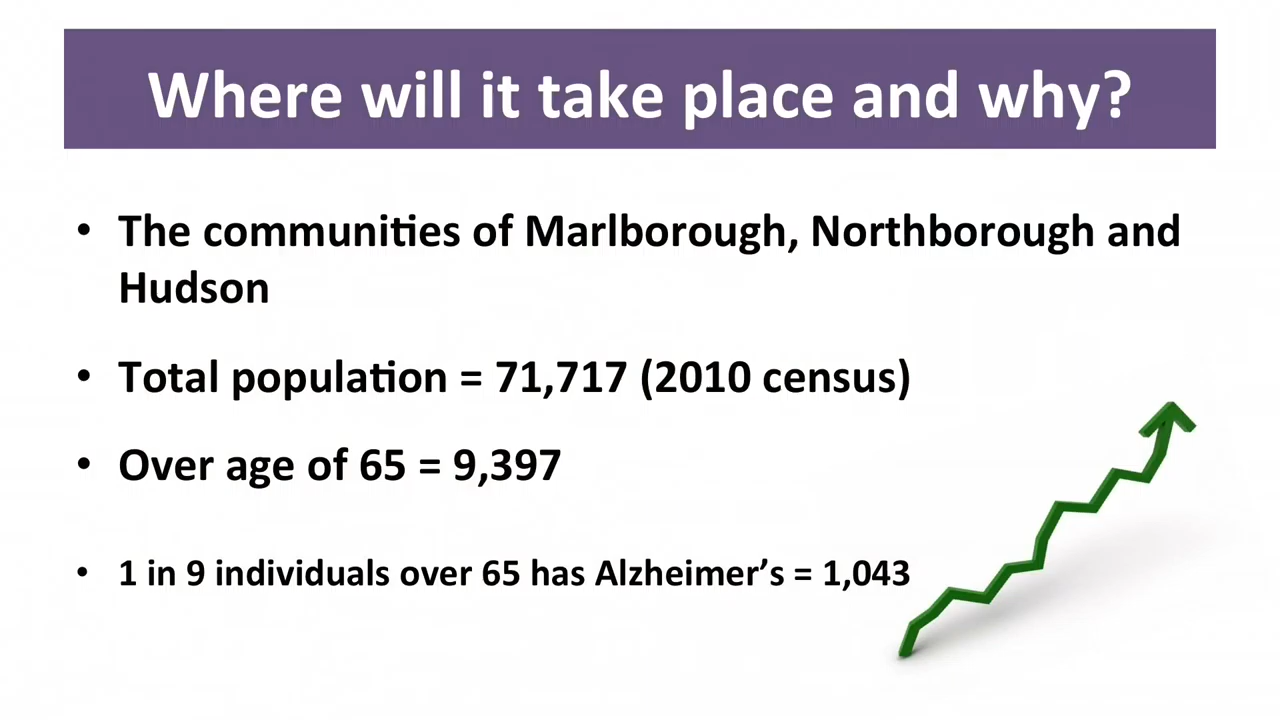 Where will it take place and why?
• The communities of Marlborough, Northborough and
Hudson
• Total population = 71,717 (2010 census)
• Over age of 65 = 9,397
• 1 in 9 individuals over 65 has Alzheimer’s = 1,043